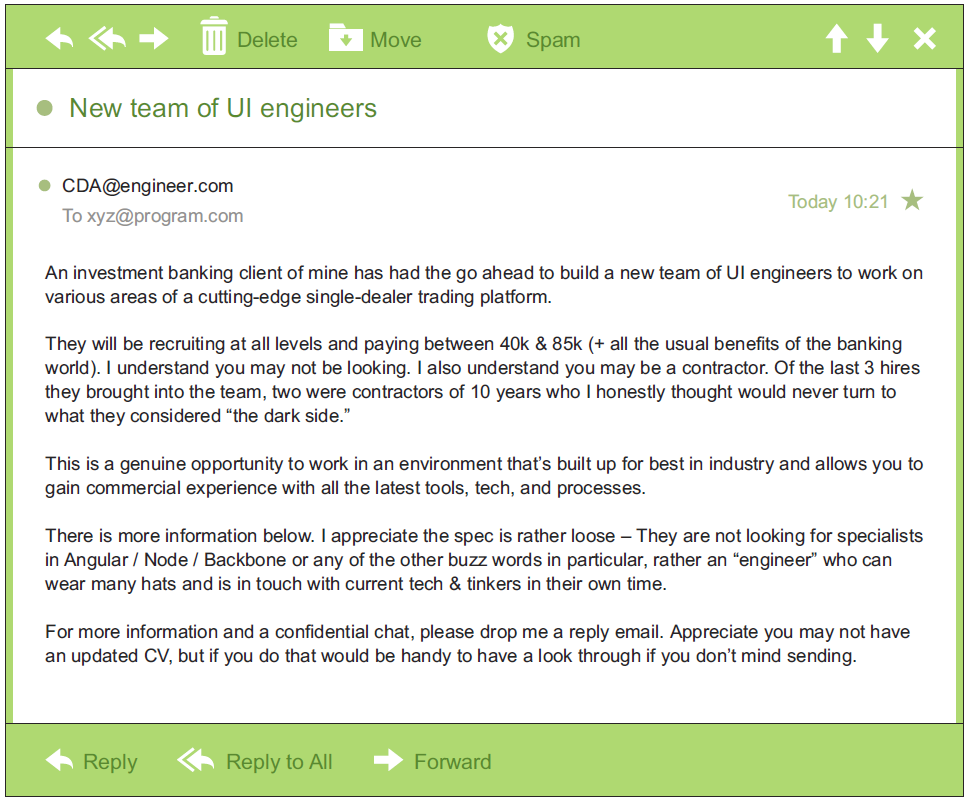 Delete Move Spam
New team of UI engineers
CDA@engineer.com
To xyz@program.com
Today 10:21
An investment banking client of mine has had the go ahead to build a new team of UI engineers to work on
various areas of a cutting-edge single-dealer trading platform.
They will be recruiting at all levels and paying between 40k & 85k (+ all the usual benefits of the banking
world). I understand you may not be looking. I also understand you may be a contractor. Of the last 3 hires
they brought into the team, two were contractors of 10 years who I honestly thought would never turn to
what they considered “the dark side.”
This is a genuine opportunity to work in an environment that’s built up for best in industry and allows you to
gain commercial experience with all the latest tools, tech, and processes.
There is more information below. I appreciate the spec is rather loose – They are not looking for specialists
in Angular / Node / Backbone or any of the other buzz words in particular, rather an “engineer” who can
wear many hats and is in touch with current tech & tinkers in their own time.
For more information and a confidential chat, please drop me a reply email. Appreciate you may not have
an updated CV, but if you do that would be handy to have a look through if you don’t mind sending.
Reply Reply to All Forward